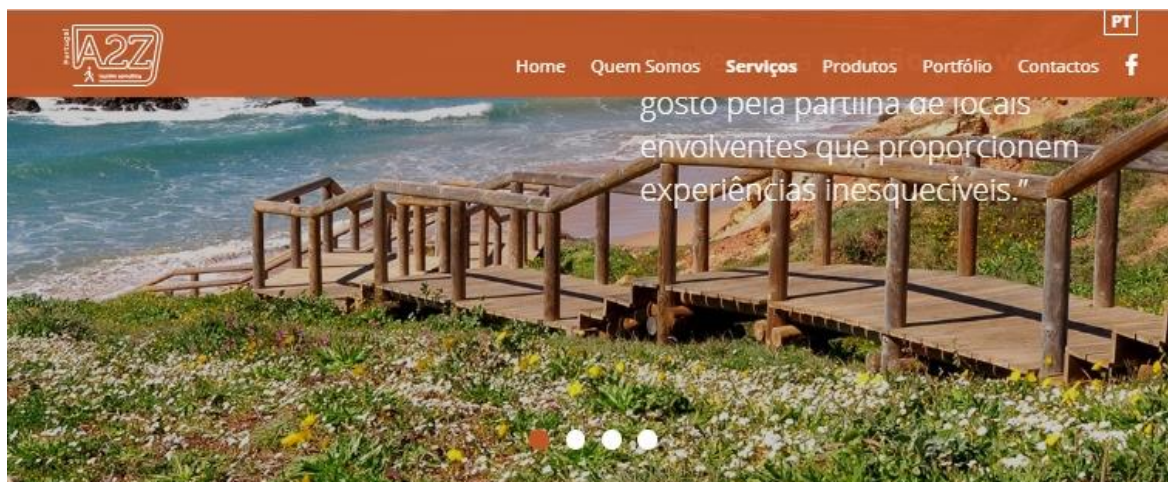 PT
Portugal
A2Z
Home Quem Somos Serviços Produtos Portfólio Contactos f
gosto pela partilha de locais
envolventes que proporcionem
experiências inesquecíveis.”